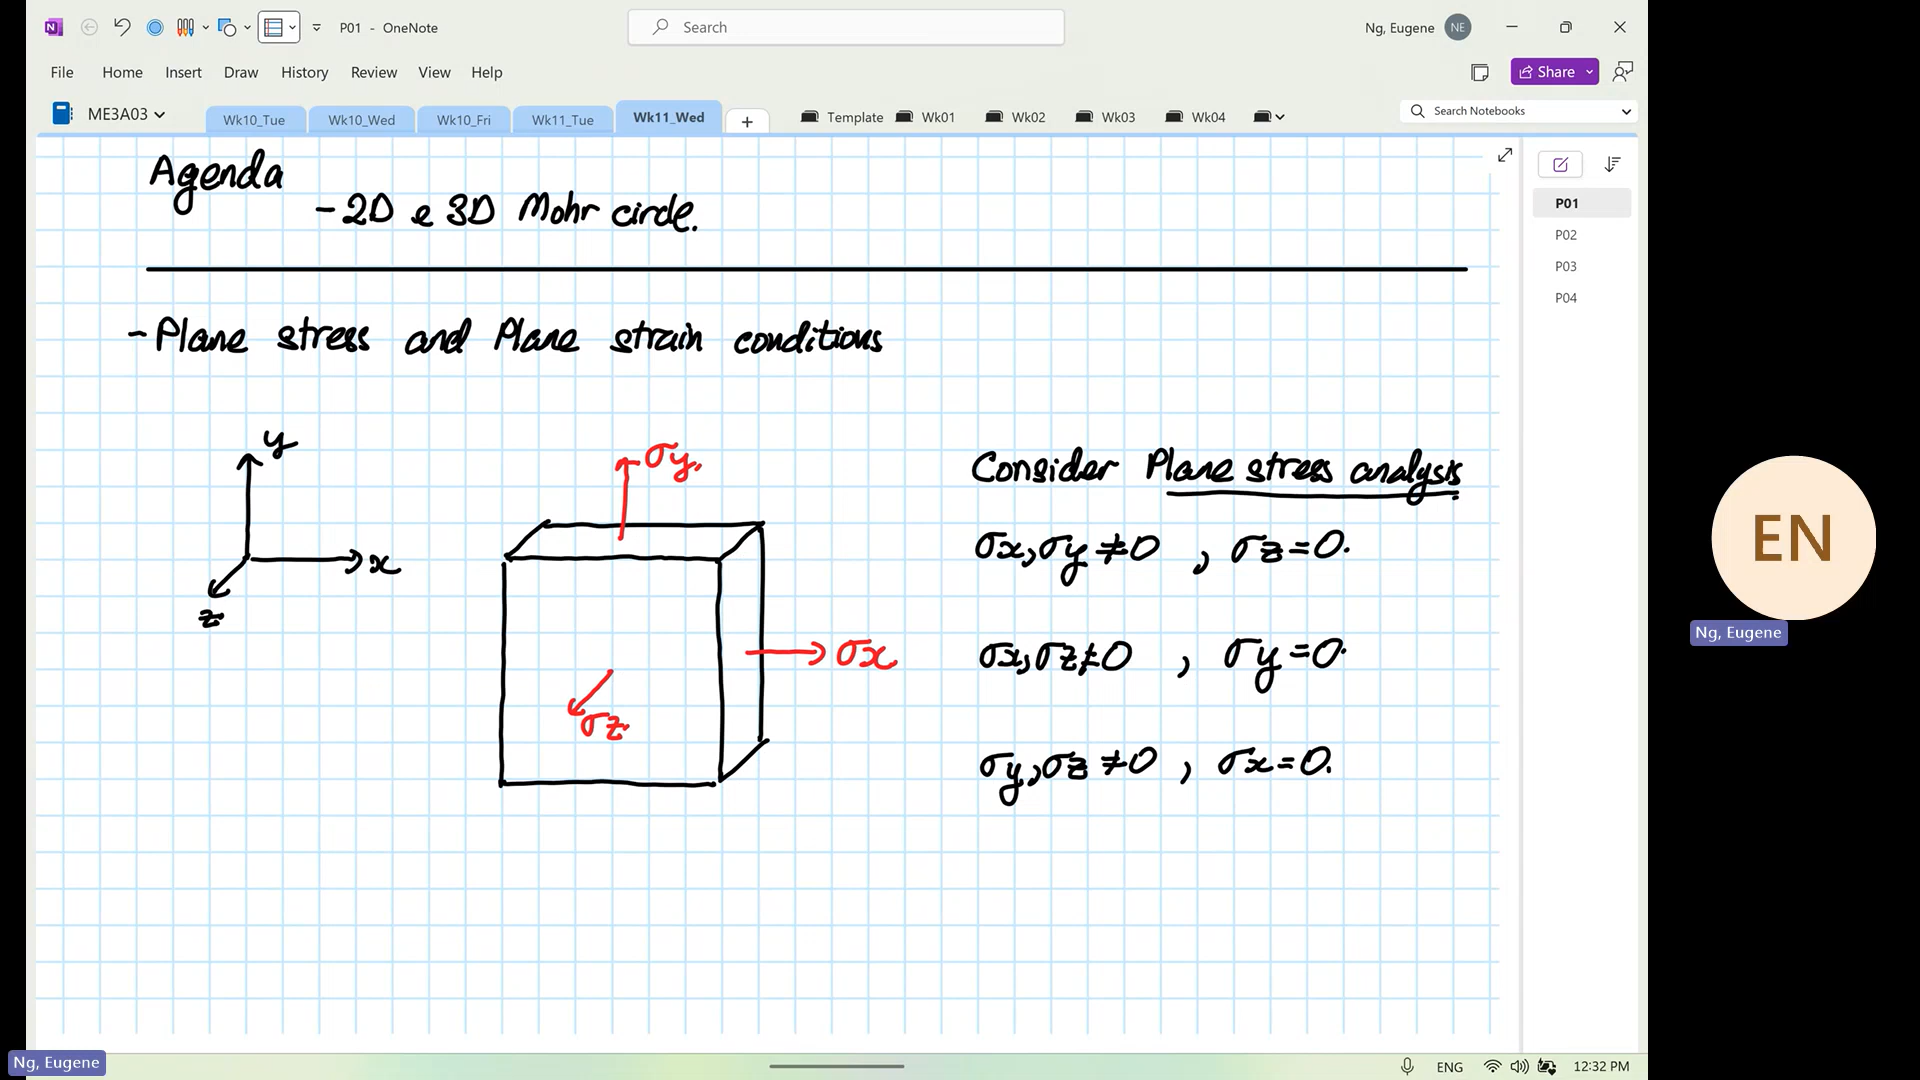 P01 - OneNote
Search
Ng, Eugene
NE
File
Home
Insert
Draw
History
Review
View
Help
Share
ME3A03
Wk10_Tue
Wk10_Wed
Wk10_Fri
Wk11_Tue
Wk11_Wed
+
Template
Wk01
Wk02
Wk03
Wk04
Search Notebooks
Agenda
- 2D & 3D Mohr circle.
P01
P02
P03
P04
- Plane stress and Plane strain conditions
y
x
z
σy
σx
σz
Consider Plane stress analysis
σx, σy ≠ 0 , σz = 0.
σx, σz ≠ 0 , σy = 0.
σy, σz ≠ 0 , σx = 0.
EN
Ng, Eugene
Ng, Eugene
ENG
12:32 PM